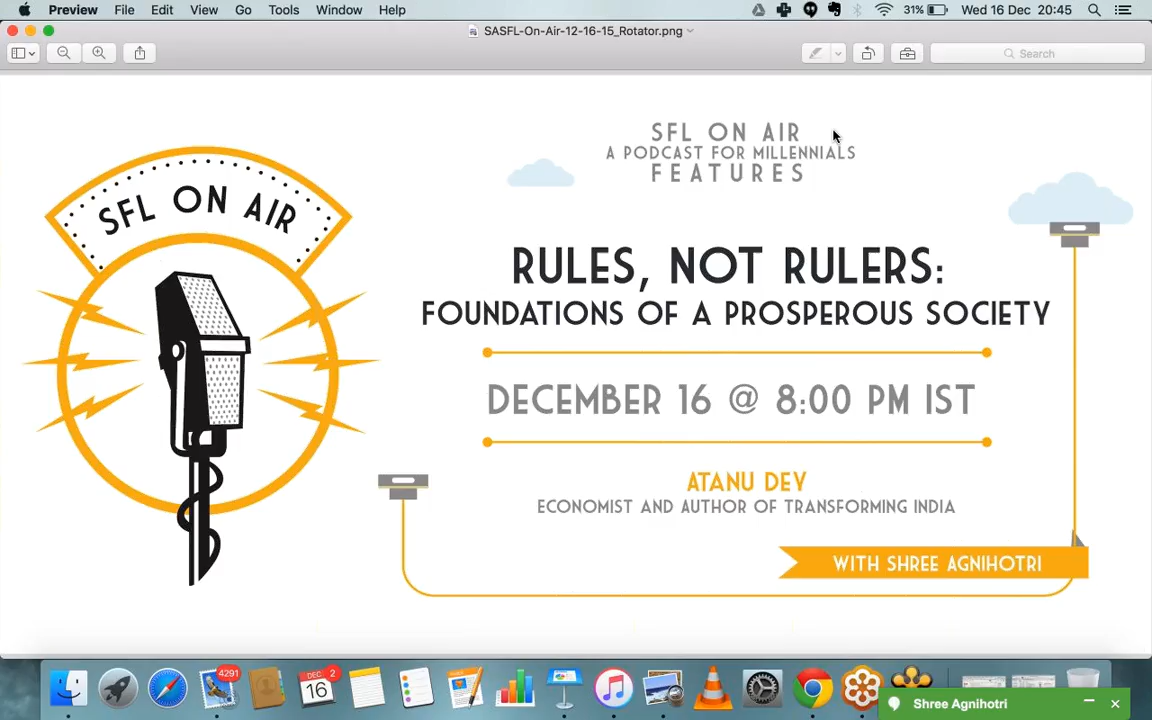 Preview File Edit View Go Tools Window Help 31% Wed 16 Dec 20:45
SASFL-On-Air-12-16-15_Rotator.png
Search
SFL ON AIR
SFL ON AIR
A PODCAST FOR MILLENNIALS
FEATURES
RULES, NOT RULERS:
FOUNDATIONS OF A PROSPEROUS SOCIETY
DECEMBER 16 @ 8:00 PM IST
ATANU DEY
ECONOMIST AND AUTHOR OF TRANSFORMING INDIA
WITH SHREE AGNIHOTRI
4291
DEC 2
16
Shree Agnihotri